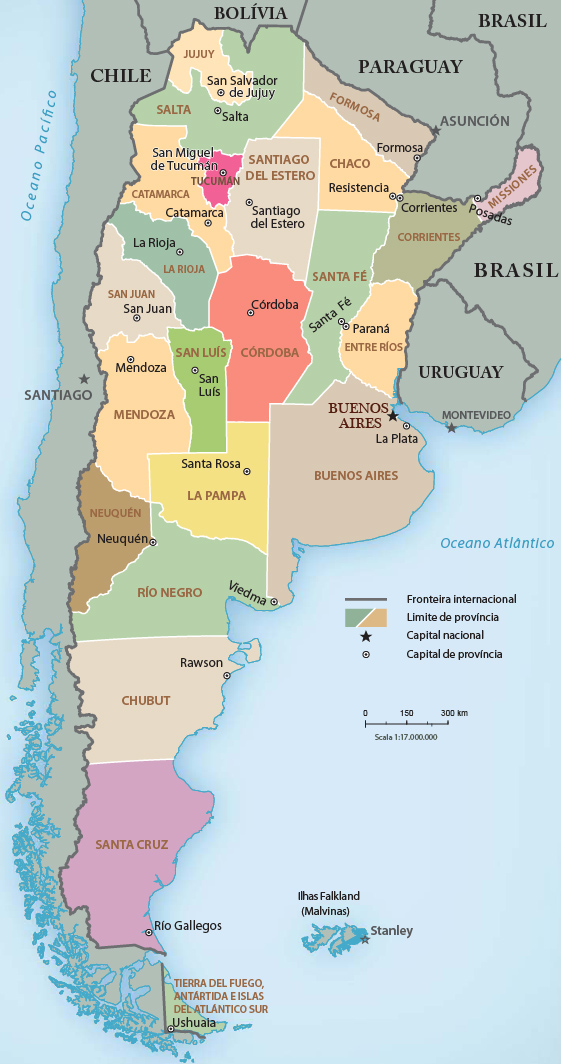 BOLÍVIA
BRASIL
JUJUY
CHILE
San Salvador
de Jujuy
PARAGUAY
FORMOSA
SALTA
Salta
ASUNCIÓN
Oceano Pacífico
San Miguel
de Tucumán
TUCUMÁN
SANTIAGO
DEL ESTERO
CHACO
Formosa
MISSIONES
CATAMARCA
Resistencia
Corrientes
Posadas
Catamarca
Santiago
del Estero
CORRIENTES
La Rioja
LA RIOJA
SANTA FÉ
BRASIL
SAN JUAN
San Juan
Córdoba
Santa Fé
Paraná
ENTRE RÍOS
SAN LUÍS
CÓRDOBA
Mendoza
San
Luís
URUGUAY
SANTIAGO
MENDOZA
BUENOS
AIRES
MONTEVIDEO
La Plata
Santa Rosa
BUENOS AIRES
LA PAMPA
NEUQUÉN
Neuquén
Oceano Atlântico
RÍO NEGRO
Viedma
Fronteira internacional
Limite de província
Capital nacional
Capital de província
Rawson
CHUBUT
0 150 300 km
Scala 1:17.000.000
SANTA CRUZ
Ilhas Falkland
(Malvinas)
Río Gallegos
Stanley
TIERRA DEL FUEGO,
ANTÁRTIDA E ISLAS
DEL ATLÁNTICO SUR
Ushuaia